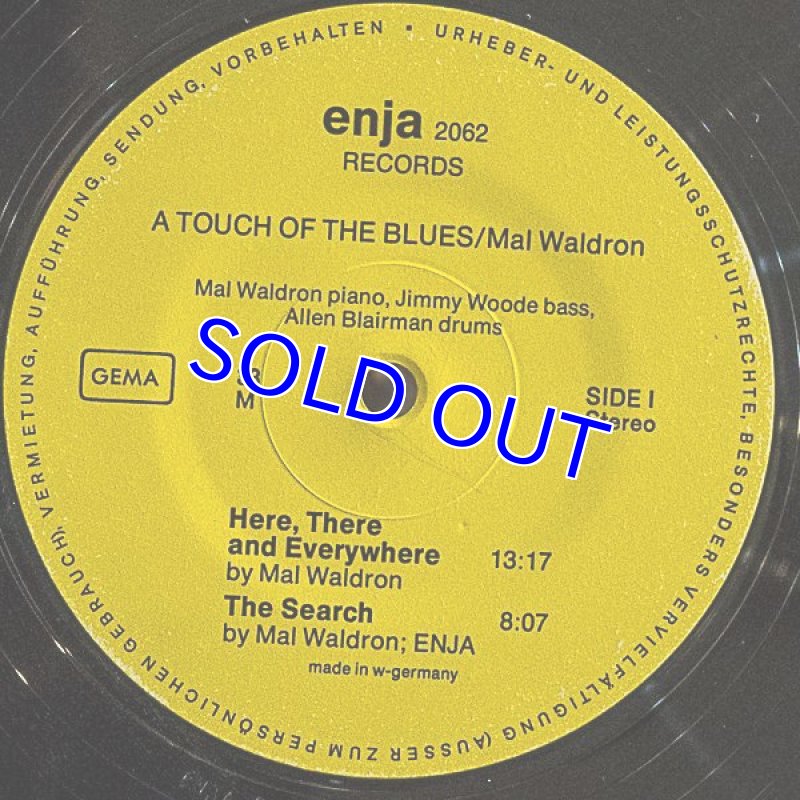 URHEBER- UND LEISTUNGSSCHUTZRECHTE, BESONDERS VERVIELFÄLTIGUNG (AUSSER ZUM PERSÖNLICHEN GEBRAUCH), VERMIETUNG, AUFFÜHRUNG, SENDUNG, VORBEHALTEN •
enja 2062
RECORDS
A TOUCH OF THE BLUES/Mal Waldron
Mal Waldron piano, Jimmy Woode bass,
Allen Blairman drums
SOLD OUT
GEMA
33
M
SIDE I
Stereo
Here, There
and Everywhere 13:17
by Mal Waldron
The Search 8:07
by Mal Waldron; ENJA
made in w-germany